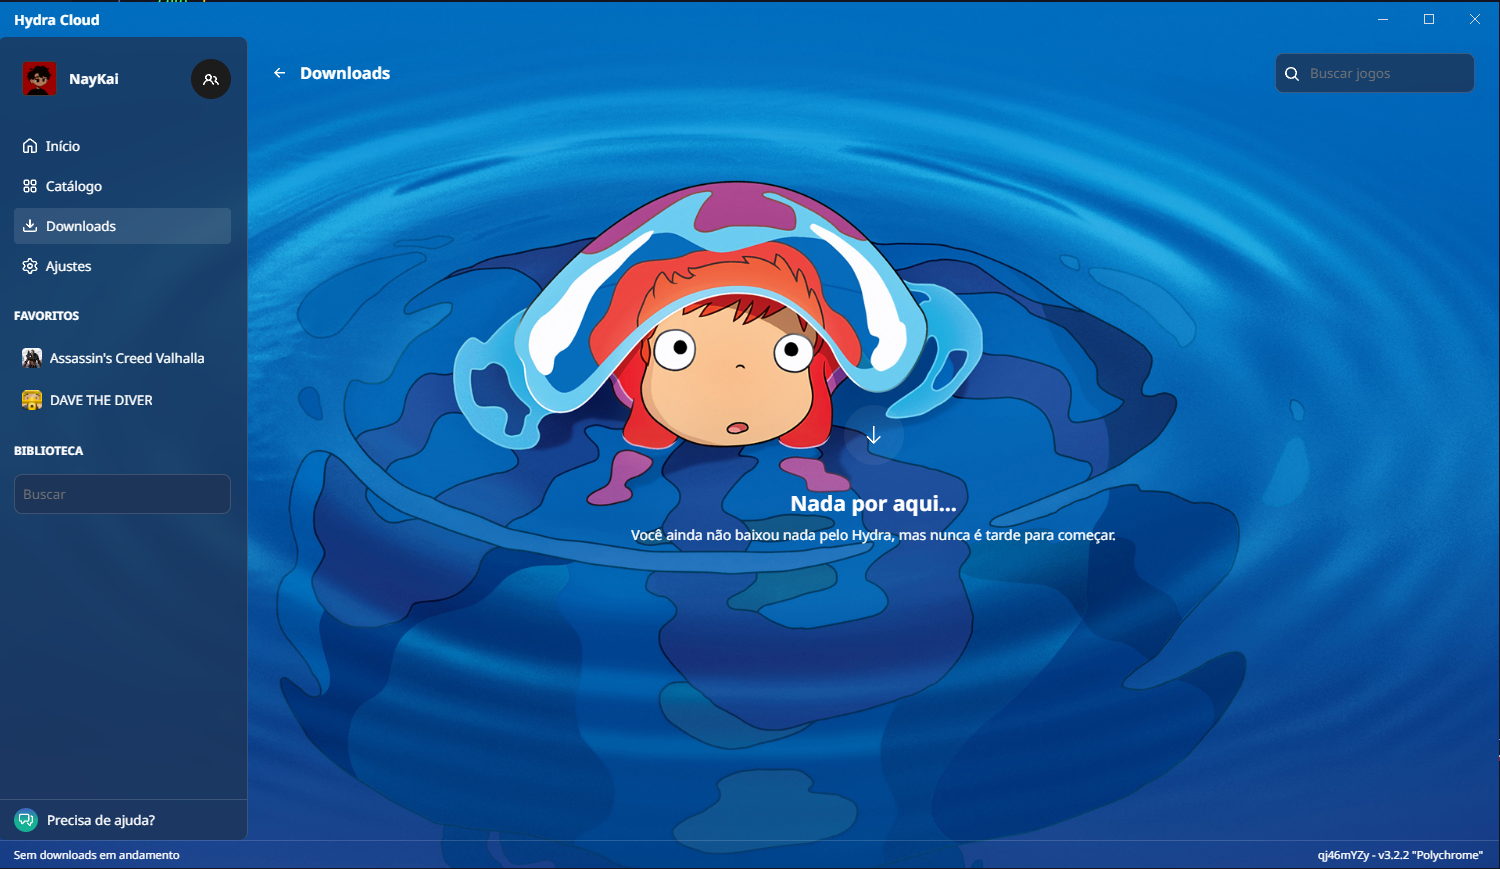 Hydra Cloud
NayKai
Início
Catálogo
Downloads
Ajustes
FAVORITOS
Assassin's Creed Valhalla
DAVE THE DIVER
BIBLIOTECA
Buscar
Precisa de ajuda?
Sem downloads em andamento
Downloads
Buscar jogos
Nada por aqui...
Você ainda não baixou nada pelo Hydra, mas nunca é tarde para começar.
qj46mYZy - v3.2.2 "Polychrome"